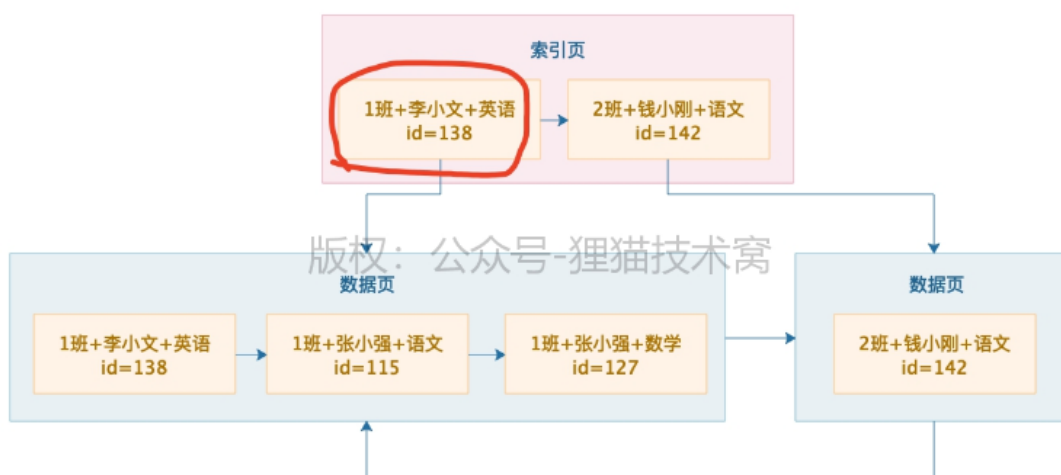 索引页
1班+李小文+英语
id=138
2班+钱小刚+语文
id=142
版权：公众号-狸猫技术窝
数据页
数据页
1班+李小文+英语
id=138
1班+张小强+语文
id=115
1班+张小强+数学
id=127
2班+钱小刚+语文
id=142